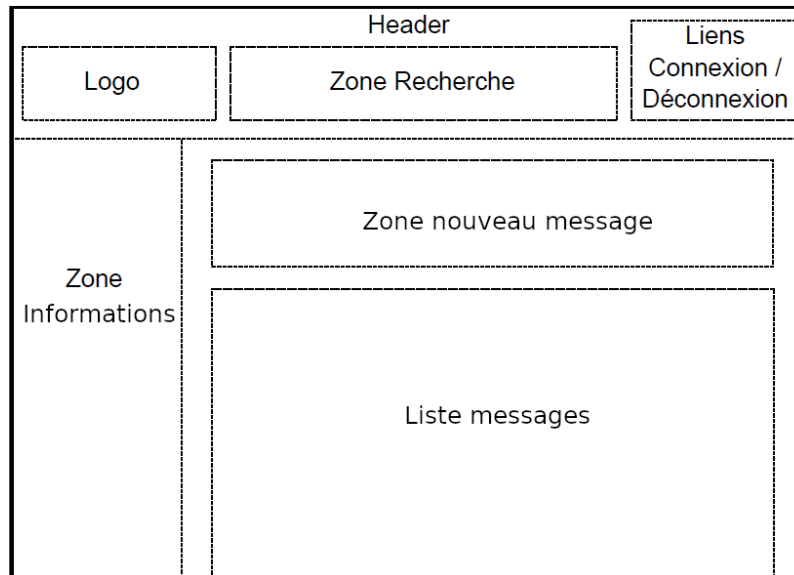 Header
Logo
Zone Recherche
Liens
Connexion /
Déconnexion
Zone
Informations
Zone nouveau message
Liste messages